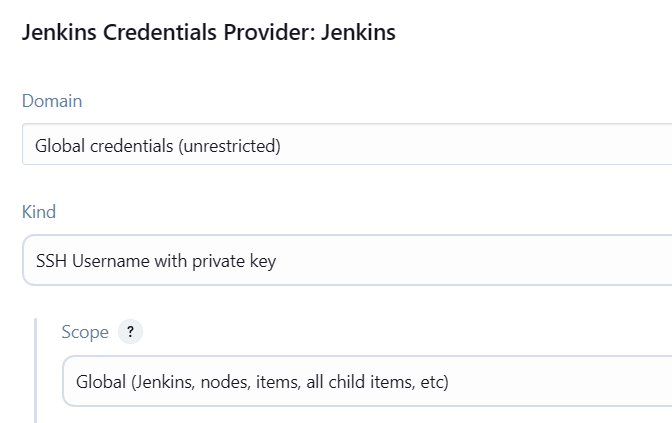 Jenkins Credentials Provider: Jenkins
Domain
Global credentials (unrestricted)
Kind
SSH Username with private key
Scope ?
Global (Jenkins, nodes, items, all child items, etc)